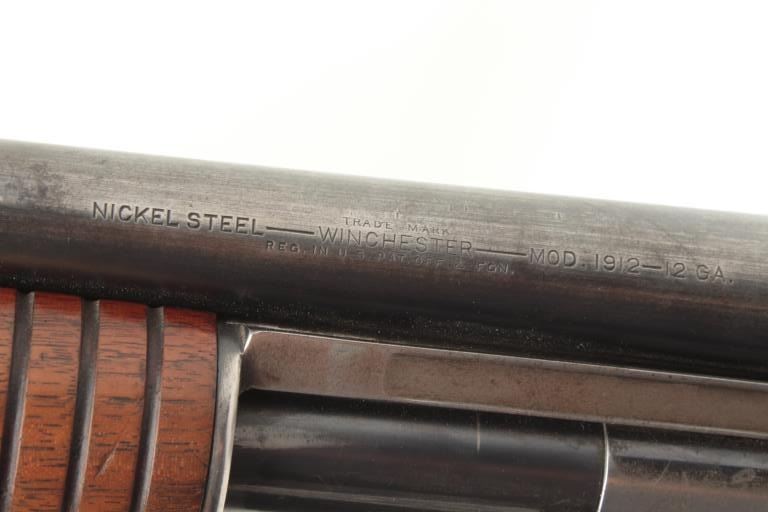 TRADE MARK
NICKEL STEEL—WINCHESTER—MOD. 1912—12 GA.
REG. IN U.S. PAT. OFF. & FGN.